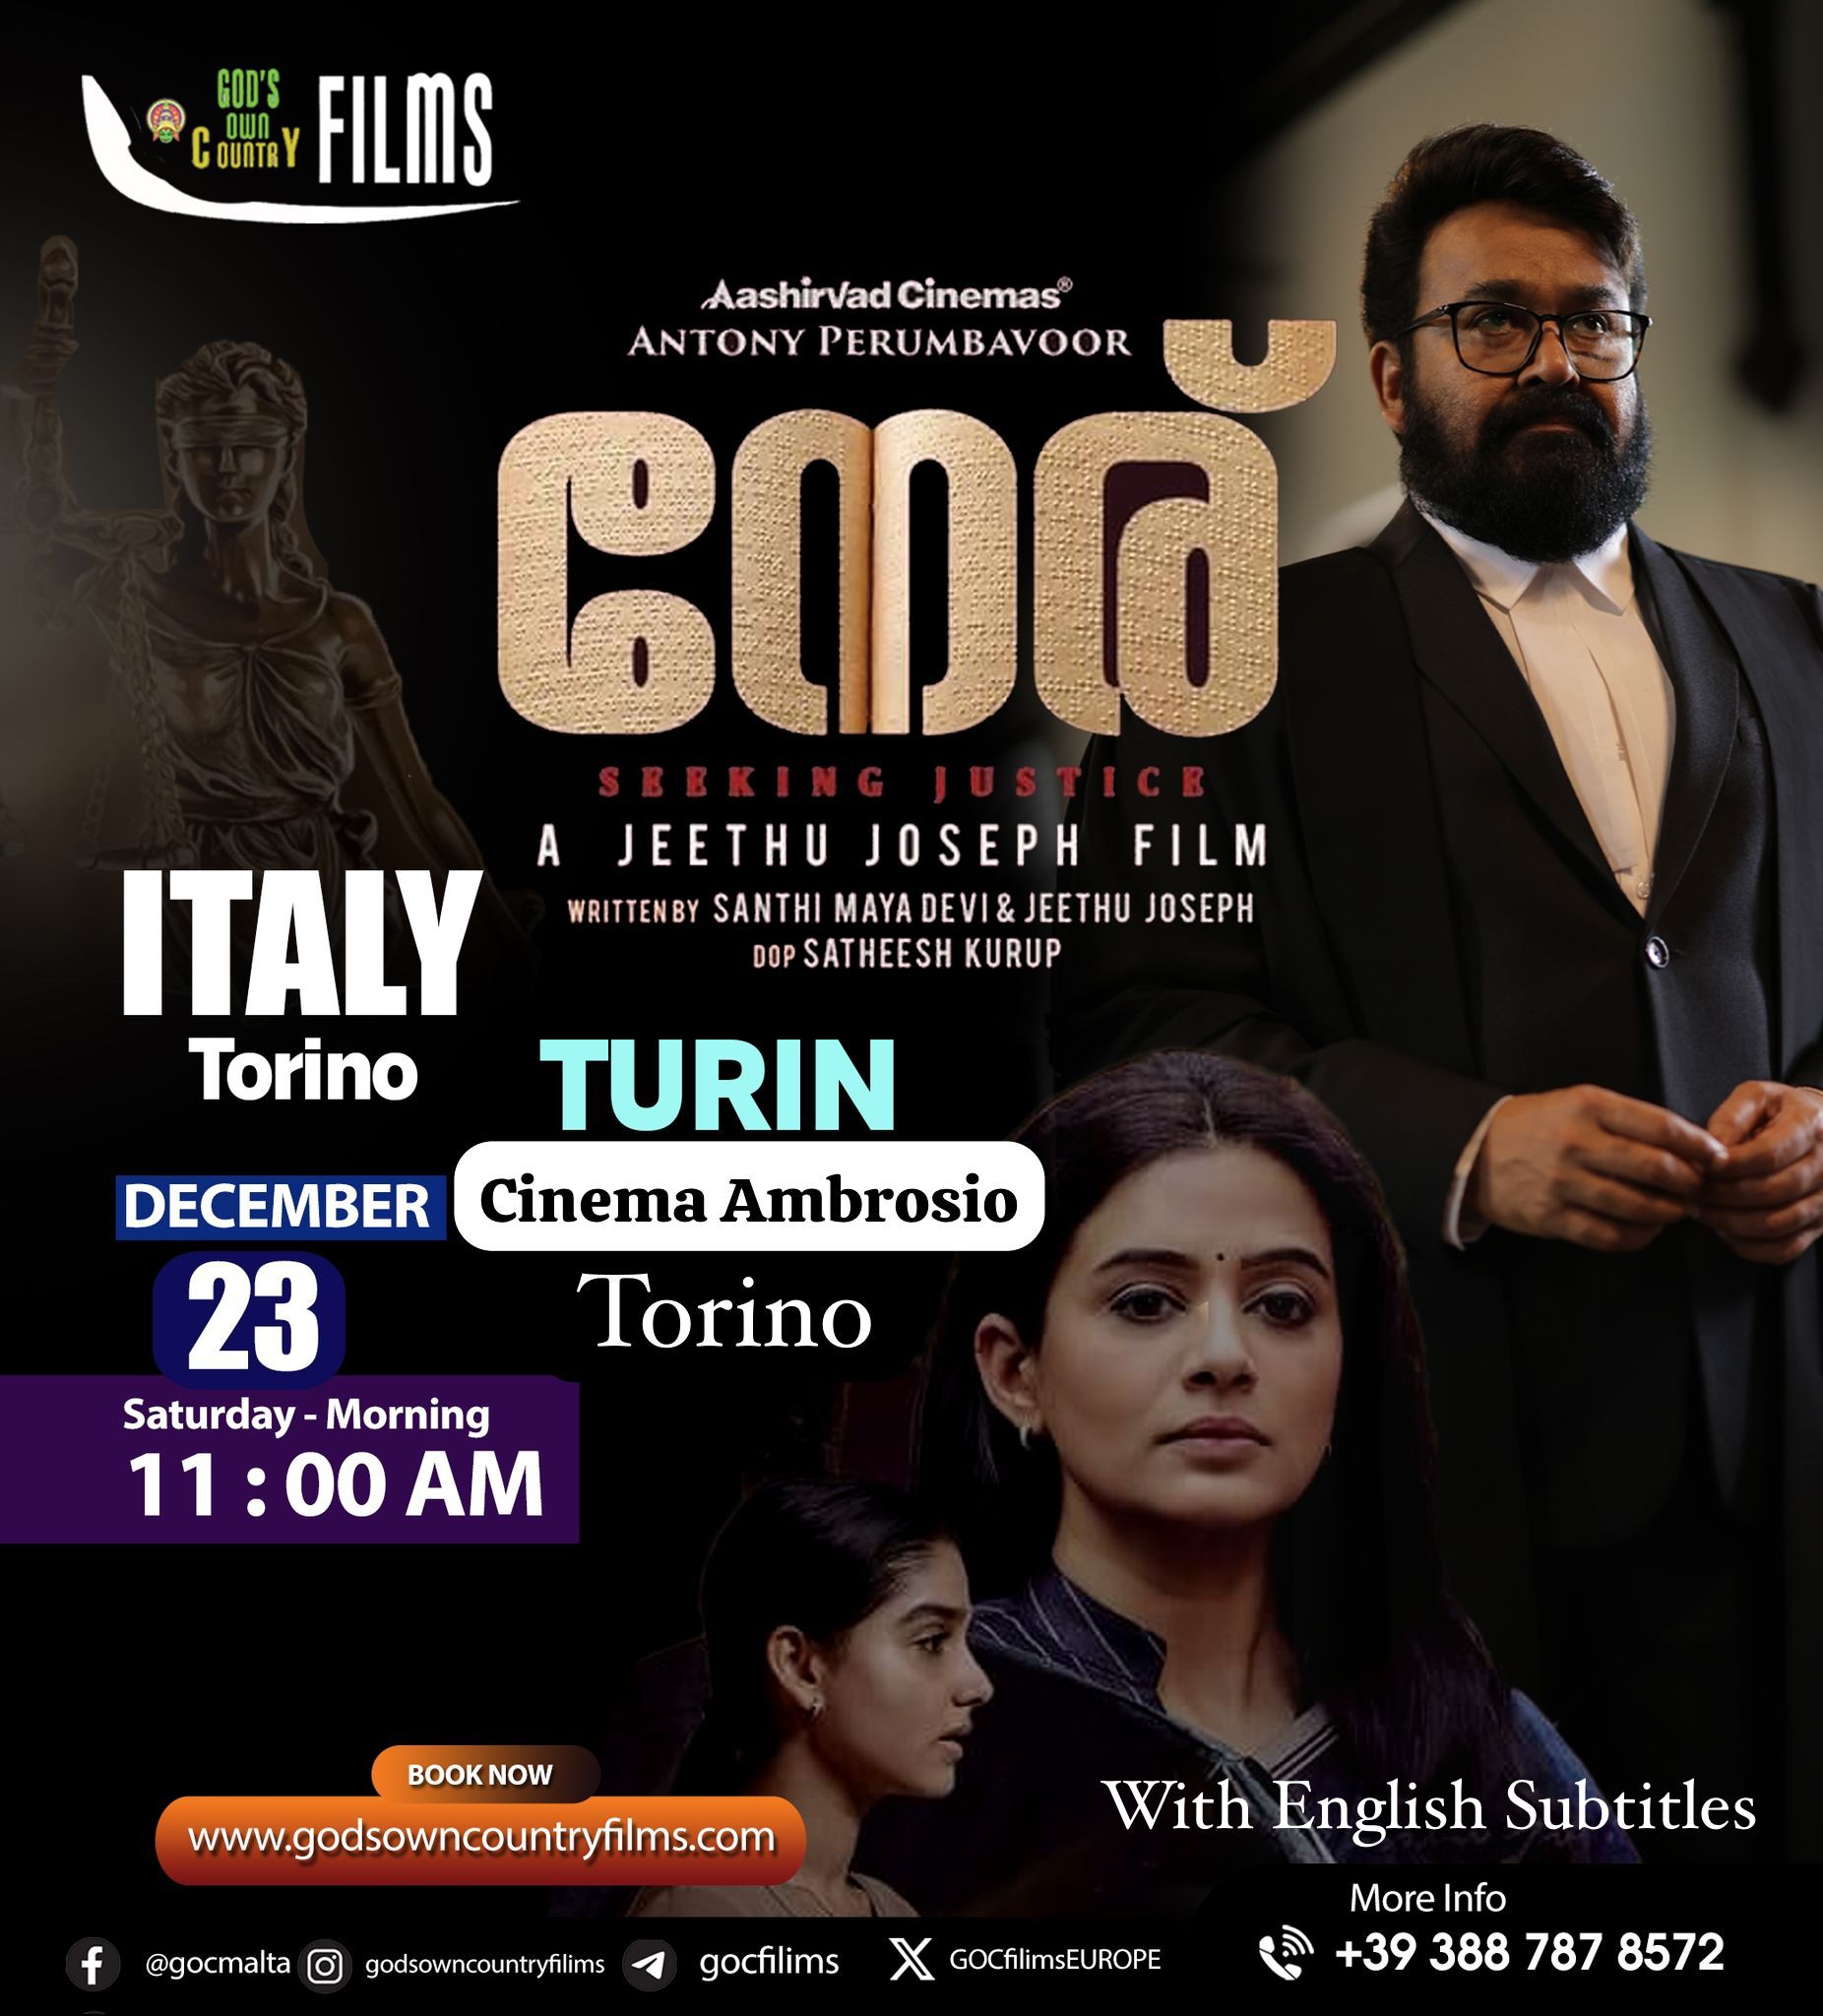 GOD'S
OWN
COUNTRY FILMS
AashirVad Cinemas®
ANTONY PERUMBAVOOR
നേര്
SEEKING JUSTICE
A JEETHU JOSEPH FILM
WRITTEN BY SANTHI MAYA DEVI & JEETHU JOSEPH
DOP SATHEESH KURUP
ITALY
Torino
TURIN
Cinema Ambrosio
Torino
DECEMBER
23
Saturday - Morning
11 : 00 AM
BOOK NOW
www.godsowncountryfilms.com
With English Subtitles
More Info
+39 388 787 8572
@gocmalta godsowncountryfilims gocfilims GOCfilimsEUROPE